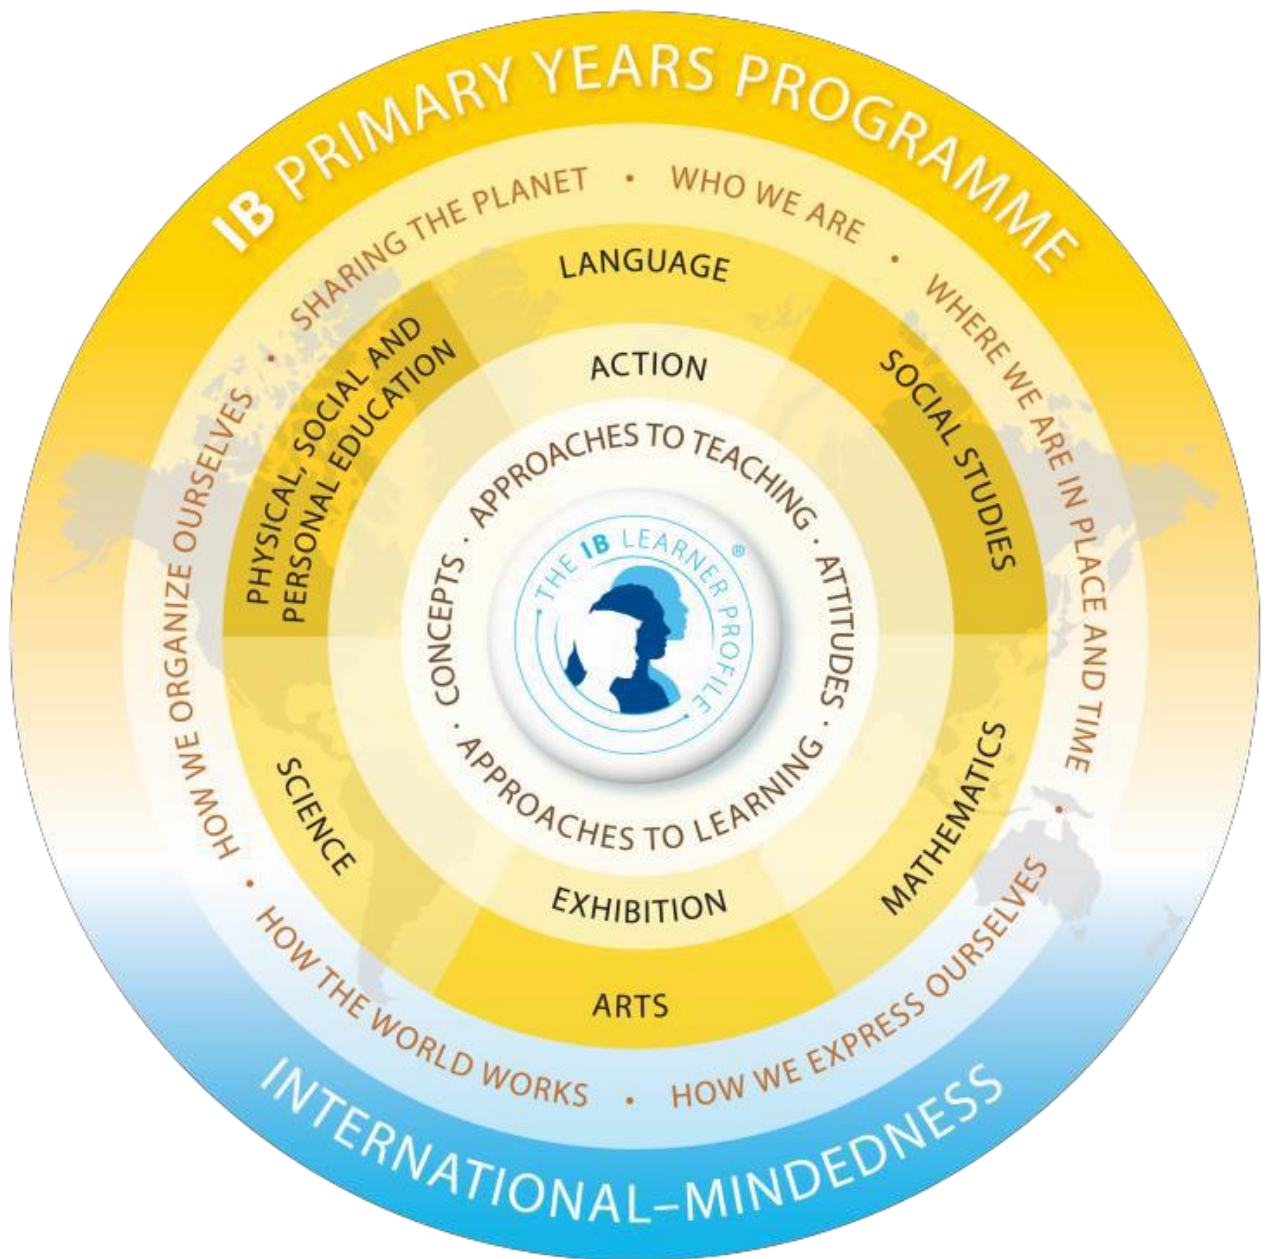 IB PRIMARY YEARS PROGRAMME
SHARING THE PLANET
•
WHO WE ARE
•
WHERE WE ARE IN PLACE AND TIME
•
HOW WE EXPRESS OURSELVES
•
HOW THE WORLD WORKS
•
HOW WE ORGANIZE OURSELVES
•
LANGUAGE
SOCIAL STUDIES
MATHEMATICS
ARTS
SCIENCE
PHYSICAL, SOCIAL AND
PERSONAL EDUCATION
ACTION
EXHIBITION
APPROACHES TO TEACHING
·
ATTITUDES
·
APPROACHES TO LEARNING
·
CONCEPTS
·
• THE IB LEARNER PROFILE • ®
INTERNATIONAL–MINDEDNESS